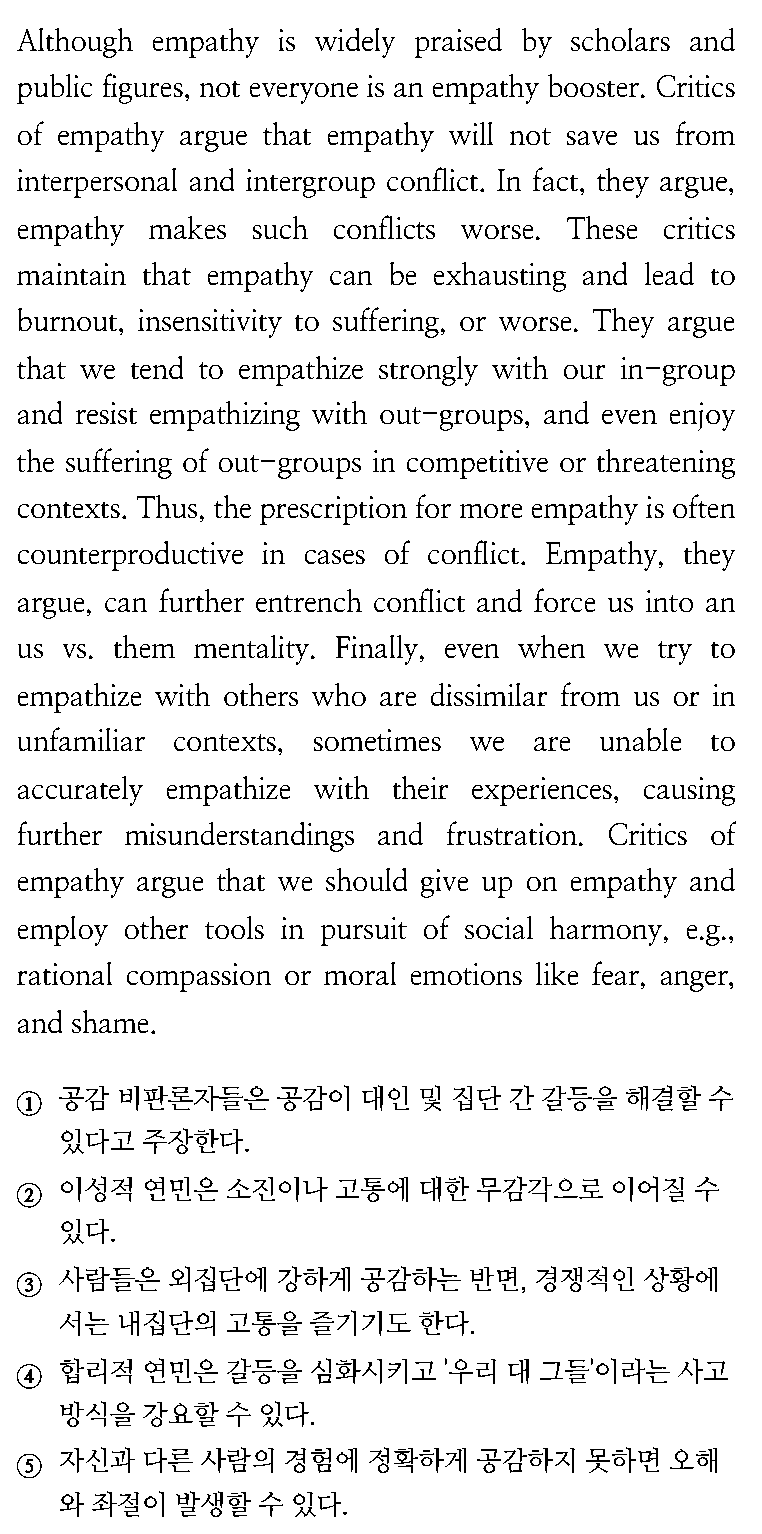 Although empathy is widely praised by scholars and
public figures, not everyone is an empathy booster. Critics
of empathy argue that empathy will not save us from
interpersonal and intergroup conflict. In fact, they argue,
empathy makes such conflicts worse. These critics
maintain that empathy can be exhausting and lead to
burnout, insensitivity to suffering, or worse. They argue
that we tend to empathize strongly with our in-group
and resist empathizing with out-groups, and even enjoy
the suffering of out-groups in competitive or threatening
contexts. Thus, the prescription for more empathy is often
counterproductive in cases of conflict. Empathy, they
argue, can further entrench conflict and force us into an
us vs. them mentality. Finally, even when we try to
empathize with others who are dissimilar from us or in
unfamiliar contexts, sometimes we are unable to
accurately empathize with their experiences, causing
further misunderstandings and frustration. Critics of
empathy argue that we should give up on empathy and
employ other tools in pursuit of social harmony, e.g.,
rational compassion or moral emotions like fear, anger,
and shame.
① 공감 비판론자들은 공감이 대인 및 집단 간 갈등을 해결할 수
있다고 주장한다.
② 이성적 연민은 소진이나 고통에 대한 무감각으로 이어질 수
있다.
③ 사람들은 외집단에 강하게 공감하는 반면, 경쟁적인 상황에
서는 내집단의 고통을 즐기기도 한다.
④ 합리적 연민은 갈등을 심화시키고 '우리 대 그들'이라는 사고
방식을 강요할 수 있다.
⑤ 자신과 다른 사람의 경험에 정확하게 공감하지 못하면 오해
와 좌절이 발생할 수 있다.